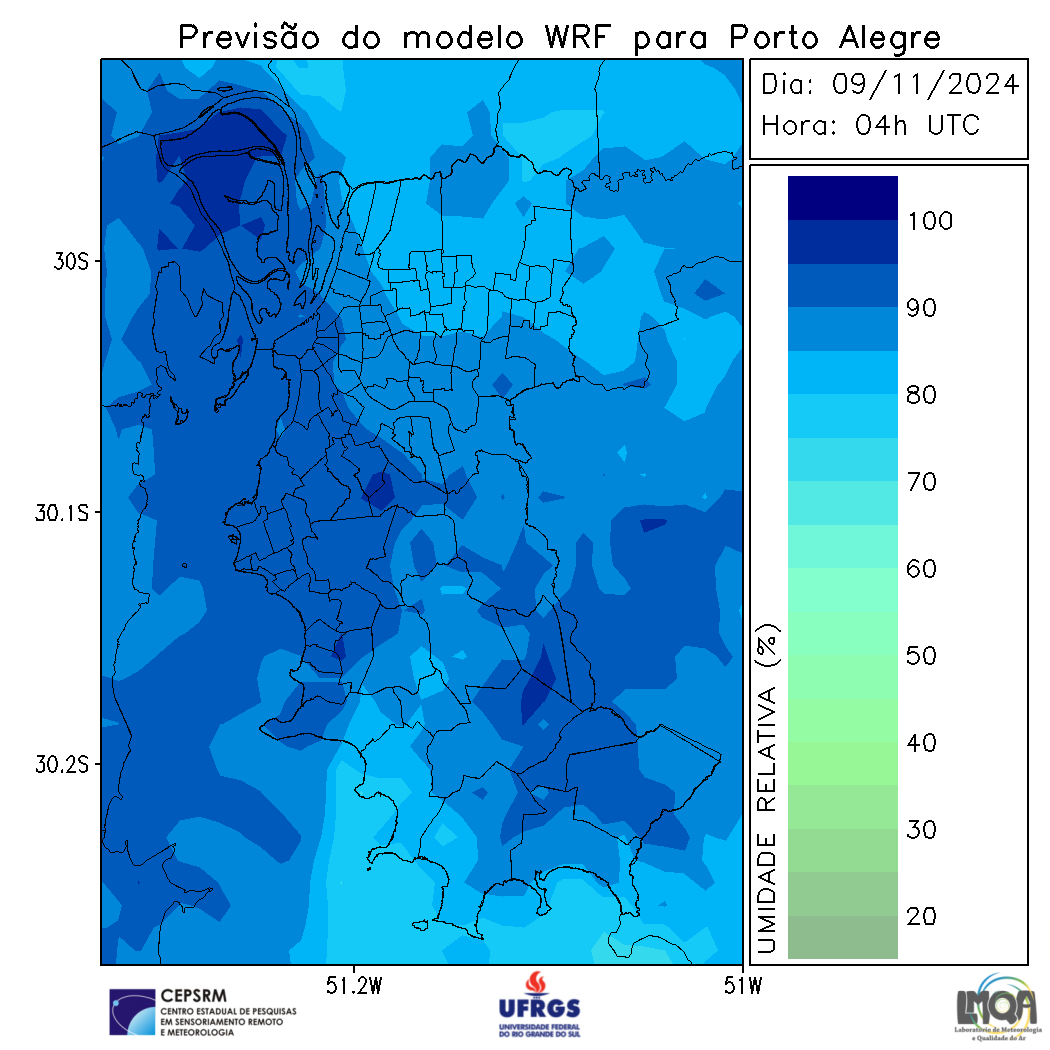 Previsão do modelo WRF para Porto Alegre
Dia: 09/11/2024
Hora: 04h UTC
30S
30.1S
30.2S
51.2W
51W
100
90
80
70
60
50
40
30
20
UMIDADE RELATIVA (%)
CEPSRM
CENTRO ESTADUAL DE PESQUISAS
EM SENSORIAMENTO REMOTO
E METEOROLOGIA
UFRGS
UNIVERSIDADE FEDERAL
DO RIO GRANDE DO SUL
LMQA
Laboratório de Meteorologia
e Qualidade do Ar